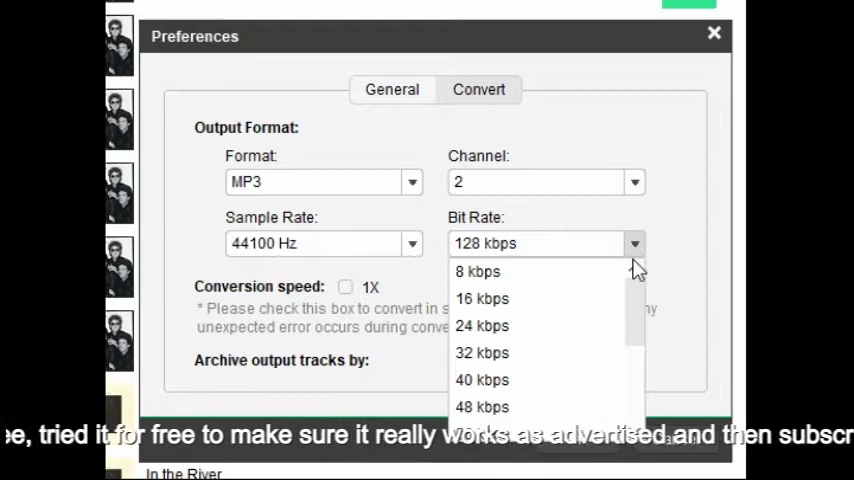 Preferences
General Convert
Output Format:
Format: Channel:
MP3 2
Sample Rate: Bit Rate:
44100 Hz 128 kbps
8 kbps
Conversion speed: 1X
16 kbps
* Please check this box to convert in
24 kbps
unexpected error occurs during
32 kbps
Archive output tracks by:
40 kbps
48 kbps
tried it for free to make sure it really works as advertised and then
In the River